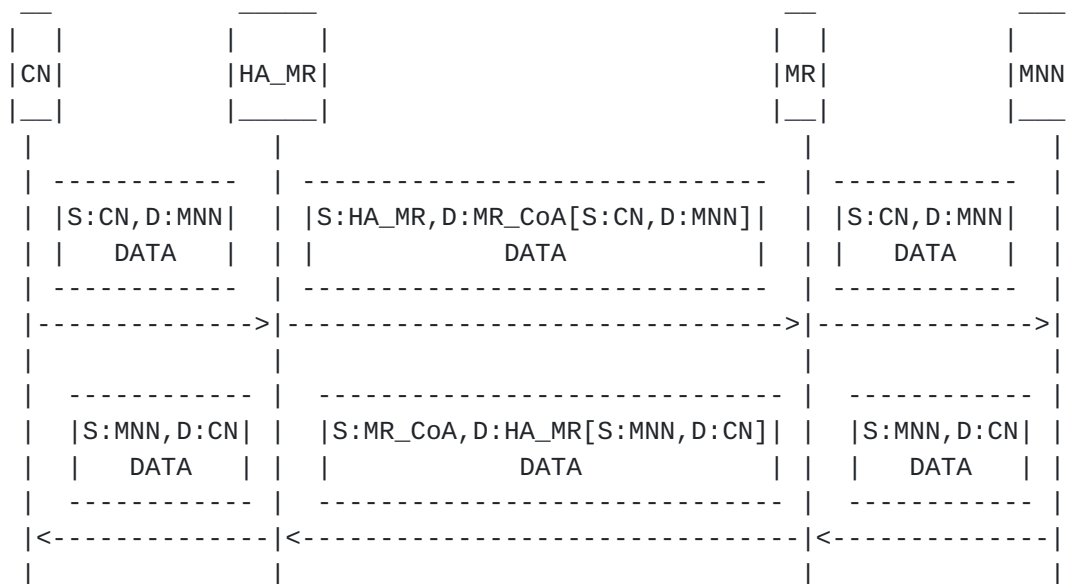 CN HA_MR MR MNN
S:CN,D:MNN S:HA_MR,D:MR_CoA[S:CN,D:MNN] S:CN,D:MNN
DATA DATA DATA
S:MNN,D:CN S:MR_CoA,D:HA_MR[S:MNN,D:CN] S:MNN,D:CN
DATA DATA DATA